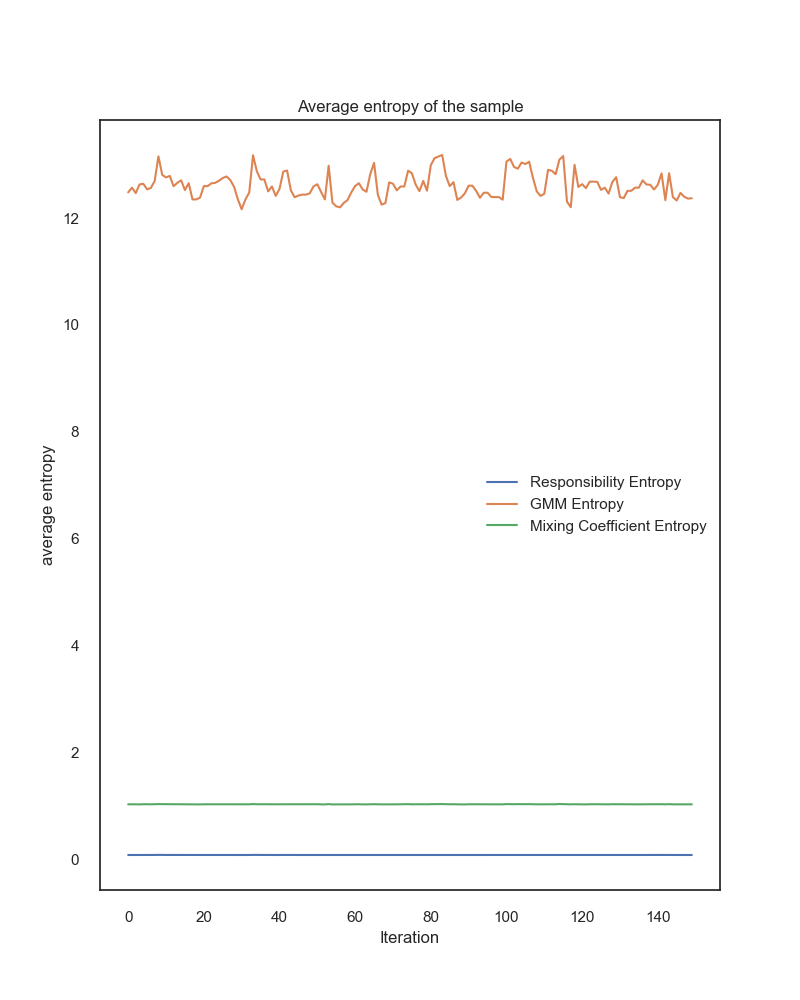 Average entropy of the sample
12
10
8
6
4
2
0
average entropy
Responsibility Entropy
GMM Entropy
Mixing Coefficient Entropy
0 20 40 60 80 100 120 140
Iteration